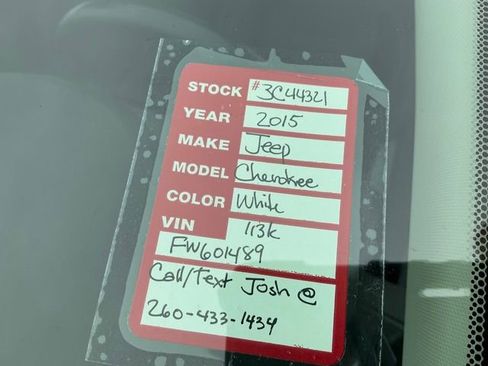 STOCK #3C44321
YEAR 2015
MAKE Jeep
MODEL Cherokee
COLOR White
VIN 113k
FW601489
Call/Text Josh @
260-433-1434